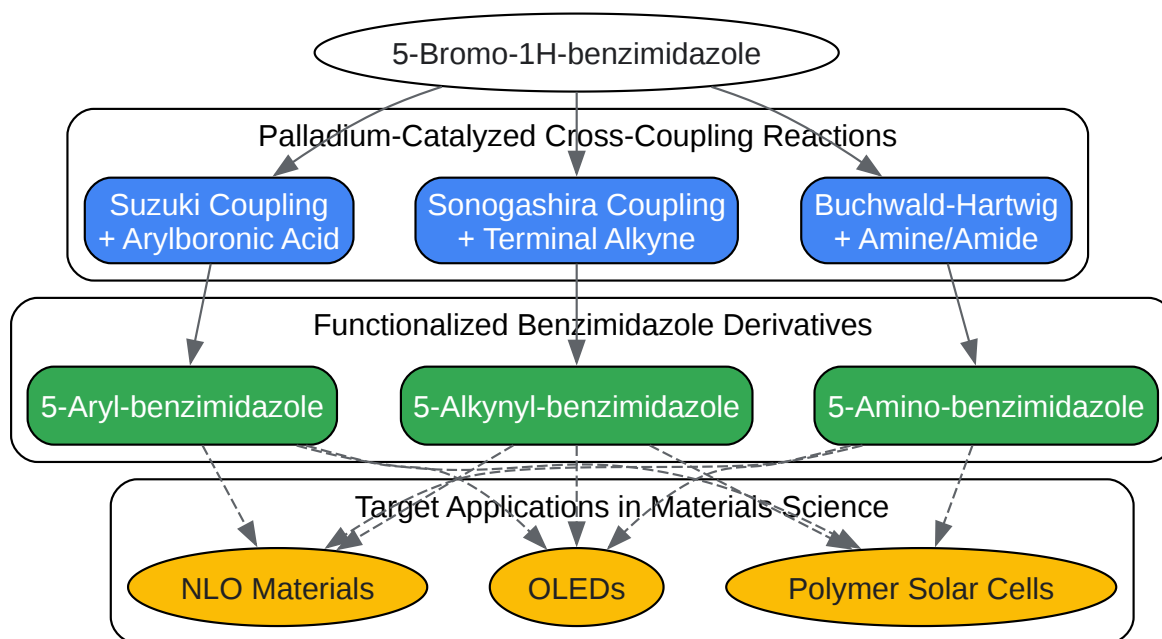 5-Bromo-1H-benzimidazole
Palladium-Catalyzed Cross-Coupling Reactions
Suzuki Coupling
+ Arylboronic Acid
Sonogashira Coupling
+ Terminal Alkyne
Buchwald-Hartwig
+ Amine/Amide
Functionalized Benzimidazole Derivatives
5-Aryl-benzimidazole
5-Alkynyl-benzimidazole
5-Amino-benzimidazole
Target Applications in Materials Science
NLO Materials
OLEDs
Polymer Solar Cells